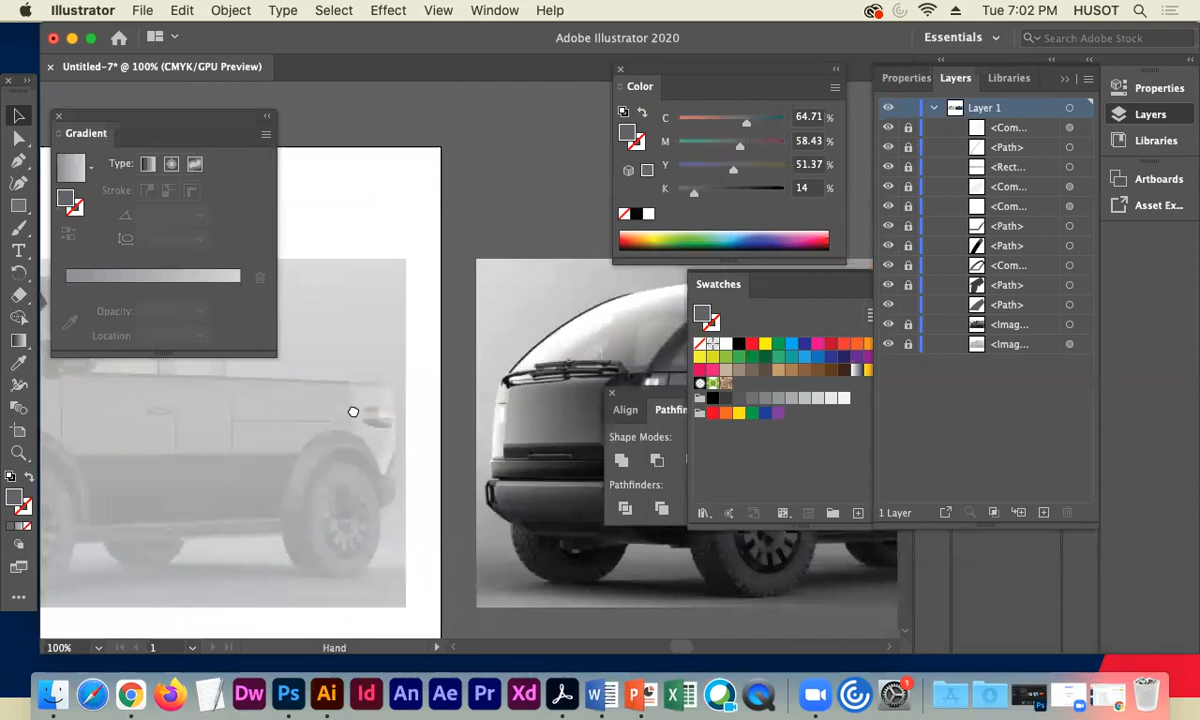 Illustrator File Edit Object Type Select Effect View Window Help Tue 7:02 PM HUSOT
Adobe Illustrator 2020 Essentials Search Adobe Stock
× Untitled-7* @ 100% (CMYK/GPU Preview)
Gradient
Type:
Stroke:
Opacity:
Location
Color
C 64.71 %
M 58.43 %
Y 51.37 %
K 14 %
Swatches
Align
Shape Modes:
Pathfinders:
Properties Layers Libraries
Layer 1
<Com...
<Path>
<Rect...
<Com...
<Com...
<Path>
<Path>
<Com...
<Path>
<Path>
<Imag...
<Imag...
1 Layer
Properties
Layers
Libraries
Artboards
Asset Ex...
100% 1 Hand
Dw Ps Ai Id An Ae Pr Xd W P X 1